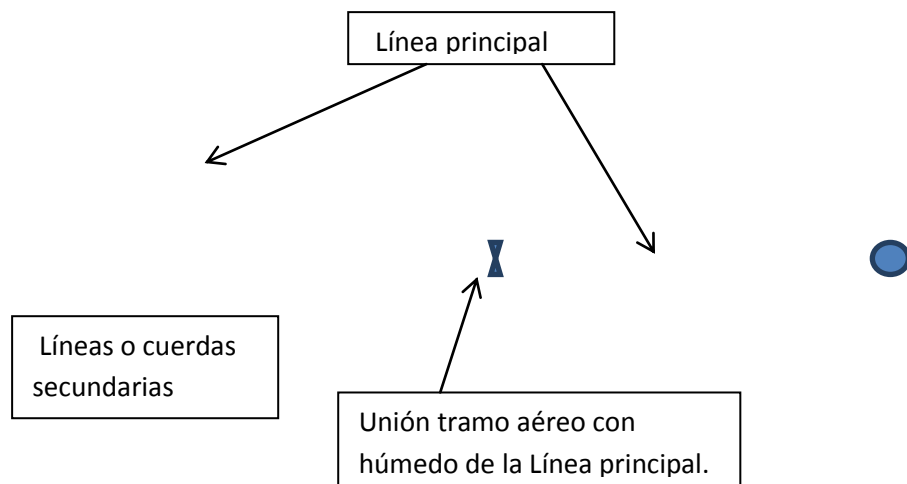 Línea principal
Líneas o cuerdas
secundarias
Unión tramo aéreo con
húmedo de la Línea principal.